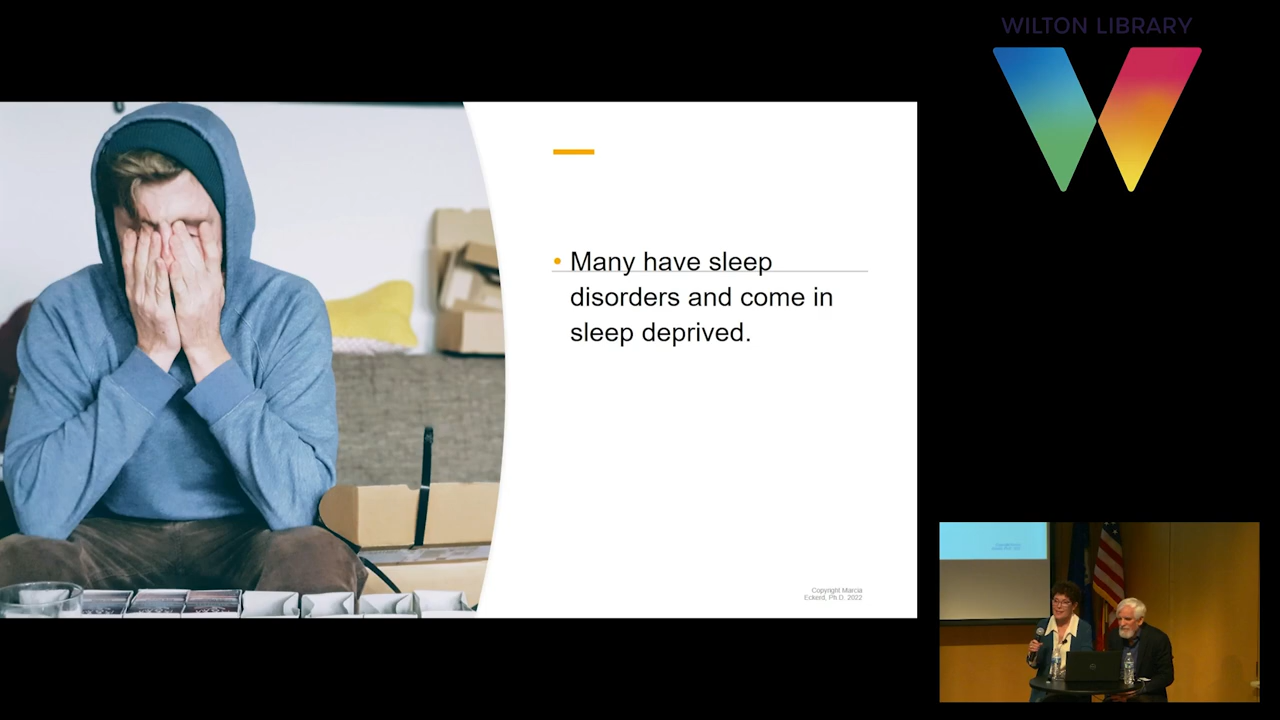 WILTON LIBRARY
• Many have sleep
disorders and come in
sleep deprived.
Copyright Marcia
Eckerd, Ph.D. 2022